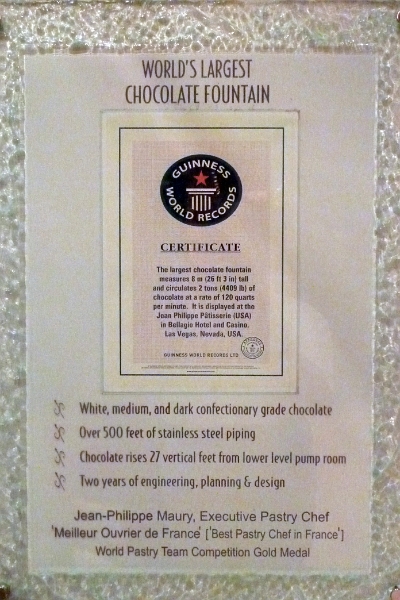 WORLD'S LARGEST
CHOCOLATE FOUNTAIN
GUINNESS
WORLD RECORDS
CERTIFICATE
The largest chocolate fountain
measures 8 m (26 ft 3 in) tall
and circulates 2 tons (4409 lb) of
chocolate at a rate of 120 quarts
per minute. It is displayed at the
Jean Philippe Pâtisserie (USA)
in Bellagio Hotel and Casino,
Las Vegas, Nevada, USA.
GUINNESS WORLD RECORDS LTD
White, medium, and dark confectionary grade chocolate
Over 500 feet of stainless steel piping
Chocolate rises 27 vertical feet from lower level pump room
Two years of engineering, planning & design
Jean-Philippe Maury, Executive Pastry Chef
'Meilleur Ouvrier de France' ['Best Pastry Chef in France']
World Pastry Team Competition Gold Medal